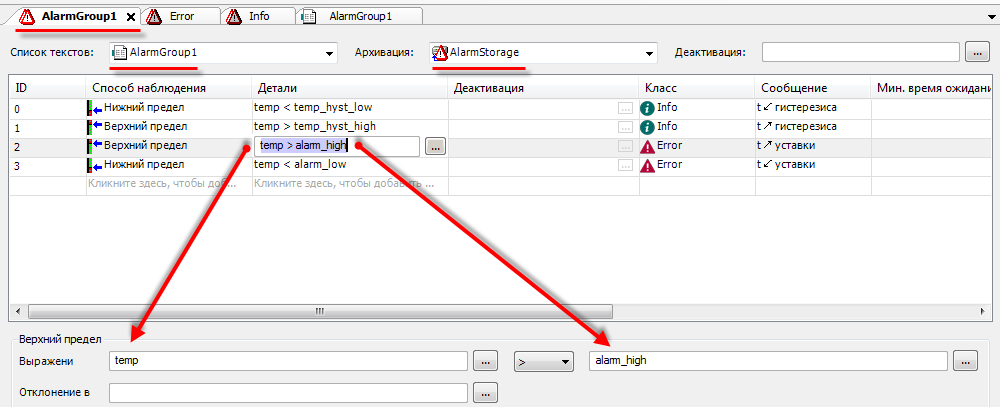 AlarmGroup1 Error Info AlarmGroup1
Список текстов: AlarmGroup1 Архивация: AlarmStorage Деактивация: ...
ID Способ наблюдения Детали Деактивация Класс Сообщение Мин. время ожидани
0 Нижний предел temp < temp_hyst_low ... Info t ↙ гистерезиса
1 Верхний предел temp > temp_hyst_high ... Info t ↗ гистерезиса
2 Верхний предел temp > alarm_high ... ... Error t ↗ уставки
3 Нижний предел temp < alarm_low ... Error t ↙ уставки
Кликните здесь, чтобы доб... Кликните здесь, чтобы добавить ...
Верхний предел
Выражени temp ... > alarm_high ...
Отклонение в ...